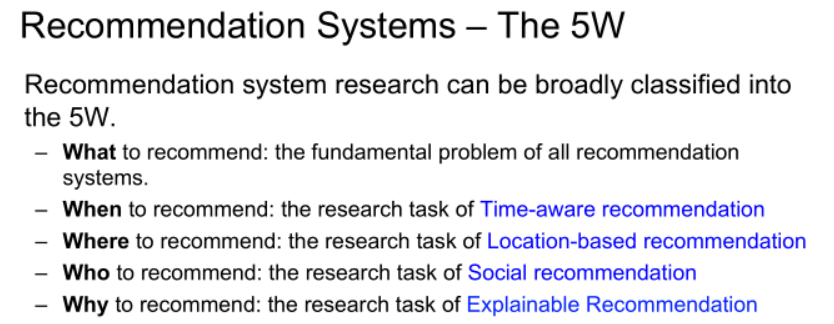 Recommendation Systems – The 5W
Recommendation system research can be broadly classified into
the 5W.
– What to recommend: the fundamental problem of all recommendation
systems.
– When to recommend: the research task of Time-aware recommendation
– Where to recommend: the research task of Location-based recommendation
– Who to recommend: the research task of Social recommendation
– Why to recommend: the research task of Explainable Recommendation